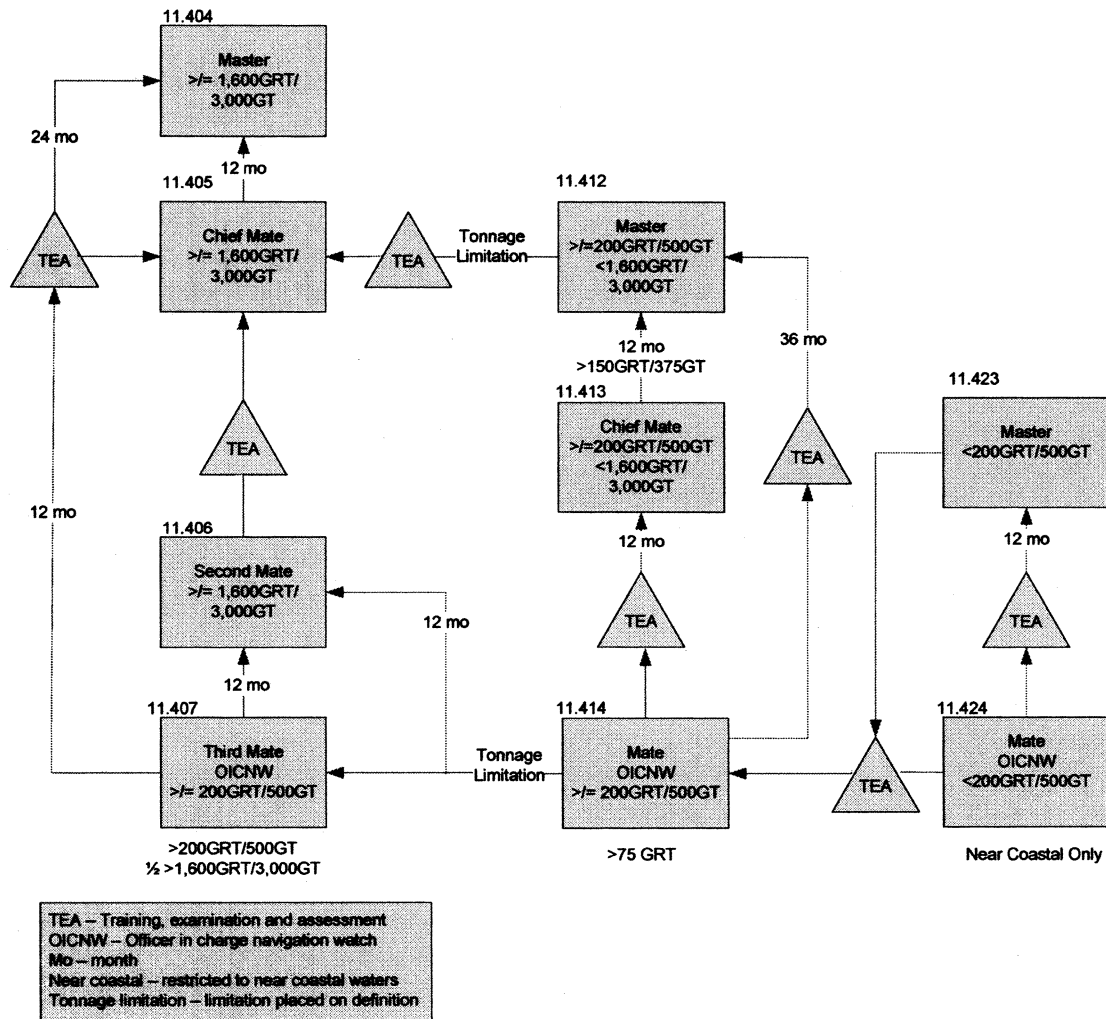 11.404
Master
>/= 1,600GRT/
3,000GT
24 mo
12 mo
11.405
Chief Mate
>/= 1,600GRT/
3,000GT
TEA
TEA
Tonnage
Limitation
11.412
Master
>/=200GRT/500GT
<1,600GRT/
3,000GT
12 mo
>150GRT/375GT
36 mo
11.413
Chief Mate
>/=200GRT/500GT
<1,600GRT/
3,000GT
TEA
11.423
Master
<200GRT/500GT
TEA
12 mo
12 mo
12 mo
11.406
Second Mate
>/= 1,600GRT/
3,000GT
12 mo
TEA
TEA
12 mo
11.407
Third Mate
OICNW
>/= 200GRT/500GT
Tonnage
Limitation
11.414
Mate
OICNW
>/= 200GRT/500GT
TEA
11.424
Mate
OICNW
<200GRT/500GT
>200GRT/500GT
½ >1,600GRT/3,000GT
>75 GRT
Near Coastal Only
TEA – Training, examination and assessment
OICNW – Officer in charge navigation watch
Mo – month
Near coastal – restricted to near coastal waters
Tonnage limitation – limitation placed on definition